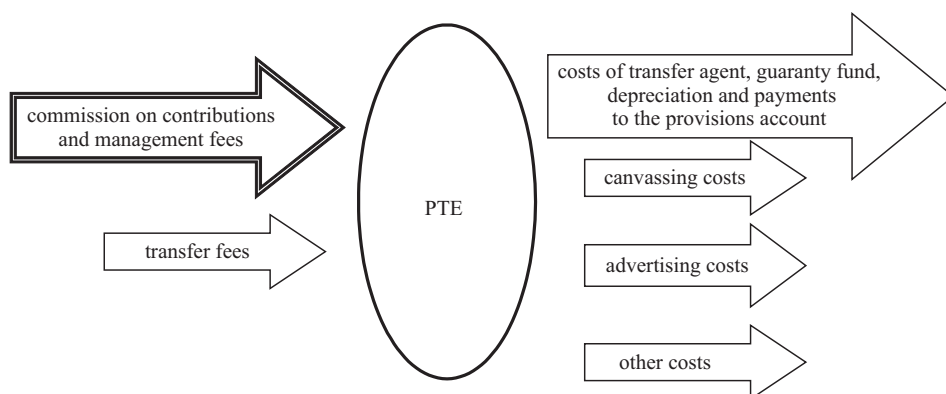 commission on contributions
and management fees
transfer fees
PTE
costs of transfer agent, guaranty fund,
depreciation and payments
to the provisions account
canvassing costs
advertising costs
other costs